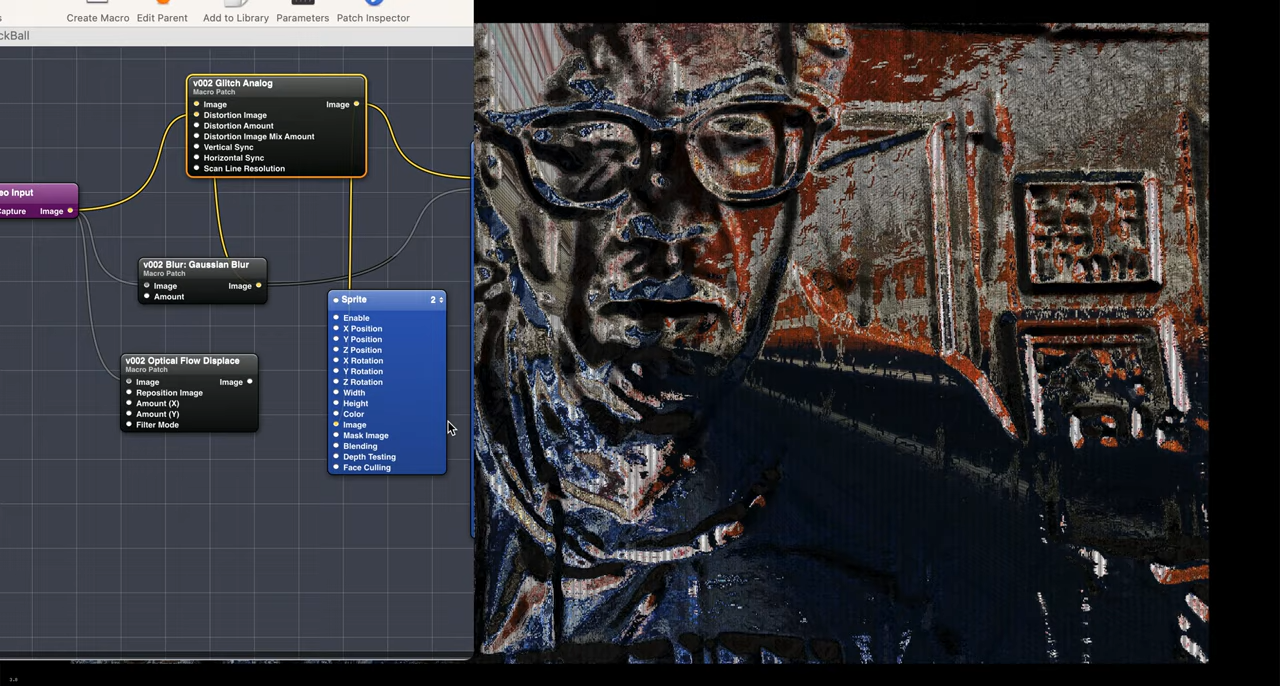 s
Create Macro
Edit Parent
Add to Library
Parameters
Patch Inspector
ckBall
v002 Glitch Analog
Macro Patch
Image Image
Distortion Image
Distortion Amount
Distortion Image Mix Amount
Vertical Sync
Horizontal Sync
Scan Line Resolution
eo Input
Capture Image
v002 Blur: Gaussian Blur
Macro Patch
Image Image
Amount
Sprite 2
Enable
X Position
Y Position
Z Position
X Rotation
Y Rotation
Z Rotation
Width
Height
Color
Image
Mask Image
Blending
Depth Testing
Face Culling
v002 Optical Flow Displace
Macro Patch
Image Image
Reposition Image
Amount (X)
Amount (Y)
Filter Mode